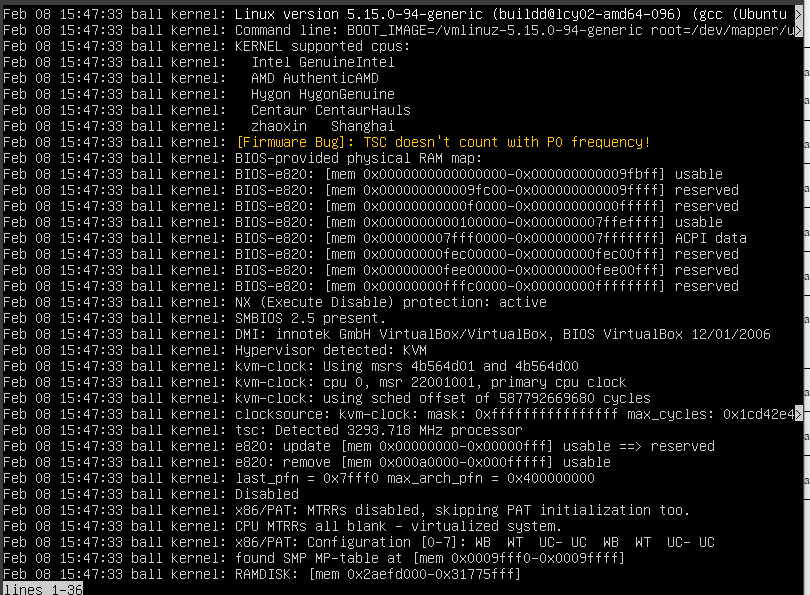 Feb 08 15:47:33 ball kernel: Linux version 5.15.0-94-generic (buildd@lcy02-amd64-096) (gcc (Ubuntu >
Feb 08 15:47:33 ball kernel: Command line: BOOT_IMAGE=/vmlinuz-5.15.0-94-generic root=/dev/mapper/u>
Feb 08 15:47:33 ball kernel: KERNEL supported cpus:
Feb 08 15:47:33 ball kernel:   Intel GenuineIntel
Feb 08 15:47:33 ball kernel:   AMD AuthenticAMD
Feb 08 15:47:33 ball kernel:   Hygon HygonGenuine
Feb 08 15:47:33 ball kernel:   Centaur CentaurHauls
Feb 08 15:47:33 ball kernel:   zhaoxin   Shanghai
Feb 08 15:47:33 ball kernel: [Firmware Bug]: TSC doesn't count with P0 frequency!
Feb 08 15:47:33 ball kernel: BIOS-provided physical RAM map:
Feb 08 15:47:33 ball kernel: BIOS-e820: [mem 0x0000000000000000-0x000000000009fbff] usable
Feb 08 15:47:33 ball kernel: BIOS-e820: [mem 0x000000000009fc00-0x000000000009ffff] reserved
Feb 08 15:47:33 ball kernel: BIOS-e820: [mem 0x00000000000f0000-0x00000000000fffff] reserved
Feb 08 15:47:33 ball kernel: BIOS-e820: [mem 0x0000000000100000-0x000000007ffeffff] usable
Feb 08 15:47:33 ball kernel: BIOS-e820: [mem 0x000000007fff0000-0x000000007fffffff] ACPI data
Feb 08 15:47:33 ball kernel: BIOS-e820: [mem 0x00000000fec00000-0x00000000fec00fff] reserved
Feb 08 15:47:33 ball kernel: BIOS-e820: [mem 0x00000000fee00000-0x00000000fee00fff] reserved
Feb 08 15:47:33 ball kernel: BIOS-e820: [mem 0x00000000fffc0000-0x00000000ffffffff] reserved
Feb 08 15:47:33 ball kernel: NX (Execute Disable) protection: active
Feb 08 15:47:33 ball kernel: SMBIOS 2.5 present.
Feb 08 15:47:33 ball kernel: DMI: innotek GmbH VirtualBox/VirtualBox, BIOS VirtualBox 12/01/2006
Feb 08 15:47:33 ball kernel: Hypervisor detected: KVM
Feb 08 15:47:33 ball kernel: kvm-clock: Using msrs 4b564d01 and 4b564d00
Feb 08 15:47:33 ball kernel: kvm-clock: cpu 0, msr 22001001, primary cpu clock
Feb 08 15:47:33 ball kernel: kvm-clock: using sched offset of 587792669680 cycles
Feb 08 15:47:33 ball kernel: clocksource: kvm-clock: mask: 0xffffffffffffffff max_cycles: 0x1cd42e4>
Feb 08 15:47:33 ball kernel: tsc: Detected 3293.718 MHz processor
Feb 08 15:47:33 ball kernel: e820: update [mem 0x00000000-0x00000fff] usable ==> reserved
Feb 08 15:47:33 ball kernel: e820: remove [mem 0x000a0000-0x000fffff] usable
Feb 08 15:47:33 ball kernel: last_pfn = 0x7fff0 max_arch_pfn = 0x400000000
Feb 08 15:47:33 ball kernel: Disabled
Feb 08 15:47:33 ball kernel: x86/PAT: MTRRs disabled, skipping PAT initialization too.
Feb 08 15:47:33 ball kernel: CPU MTRRs all blank - virtualized system.
Feb 08 15:47:33 ball kernel: x86/PAT: Configuration [0-7]: WB  WT  UC- UC  WB  WT  UC- UC
Feb 08 15:47:33 ball kernel: found SMP MP-table at [mem 0x0009fff0-0x0009ffff]
Feb 08 15:47:33 ball kernel: RAMDISK: [mem 0x2aefd000-0x31775fff]
lines 1-36